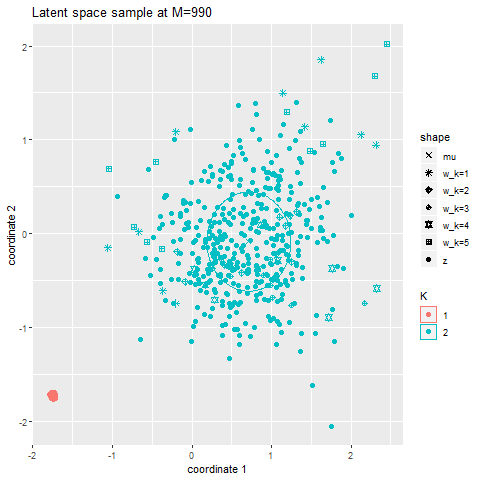 Latent space sample at M=990
2
1
0
-1
-2
coordinate 2
-2
-1
0
1
2
coordinate 1
shape
mu
w_k=1
w_k=2
w_k=3
w_k=4
w_k=5
z
K
1
2